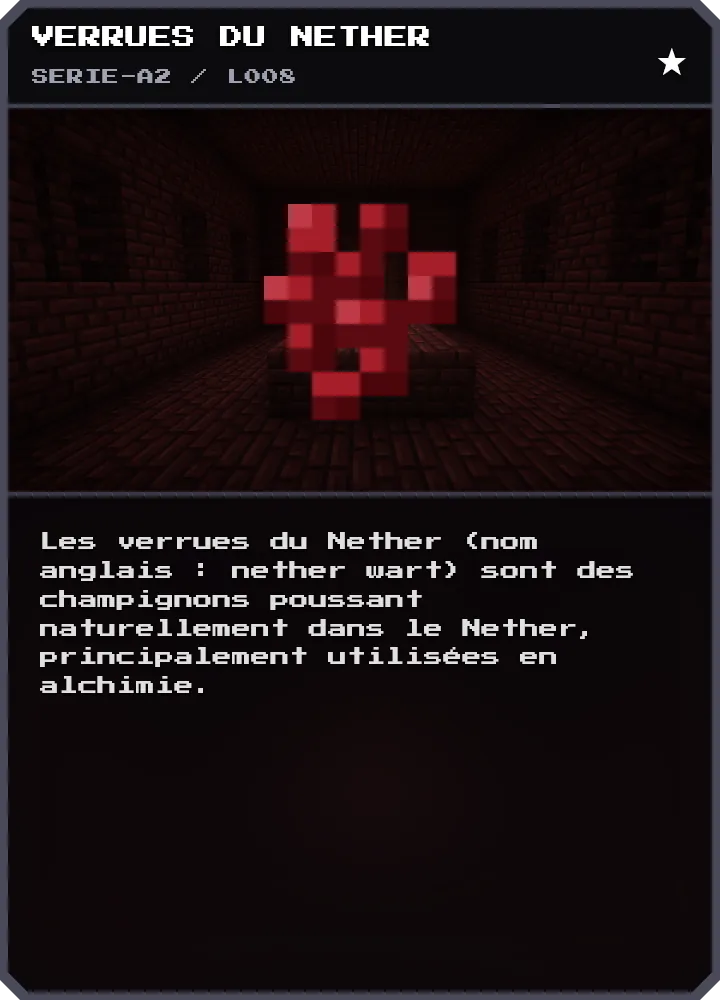 VERRUES DU NETHER
SERIE-A2 / L008
Les verrues du Nether (nom
anglais : nether wart) sont des
champignons poussant
naturellement dans le Nether,
principalement utilisées en
alchimie.